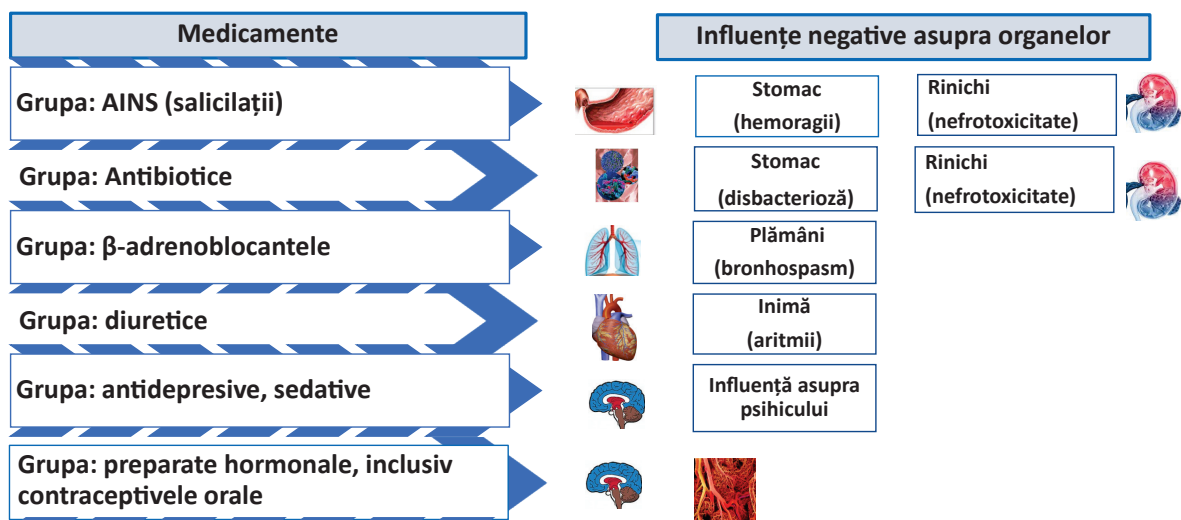 Medicamente
Influențe negative asupra organelor
Grupa: AINS (salicilații)
Stomac
(hemoragii)
Rinichi
(nefrotoxicitate)
Grupa: Antibiotice
Stomac
(disbacterioză)
Rinichi
(nefrotoxicitate)
Grupa: β-adrenoblocantele
Plămâni
(bronhospasm)
Grupa: diuretice
Inimă
(aritmii)
Grupa: antidepresive, sedative
Influență asupra
psihicului
Grupa: preparate hormonale, inclusiv
contraceptivele orale